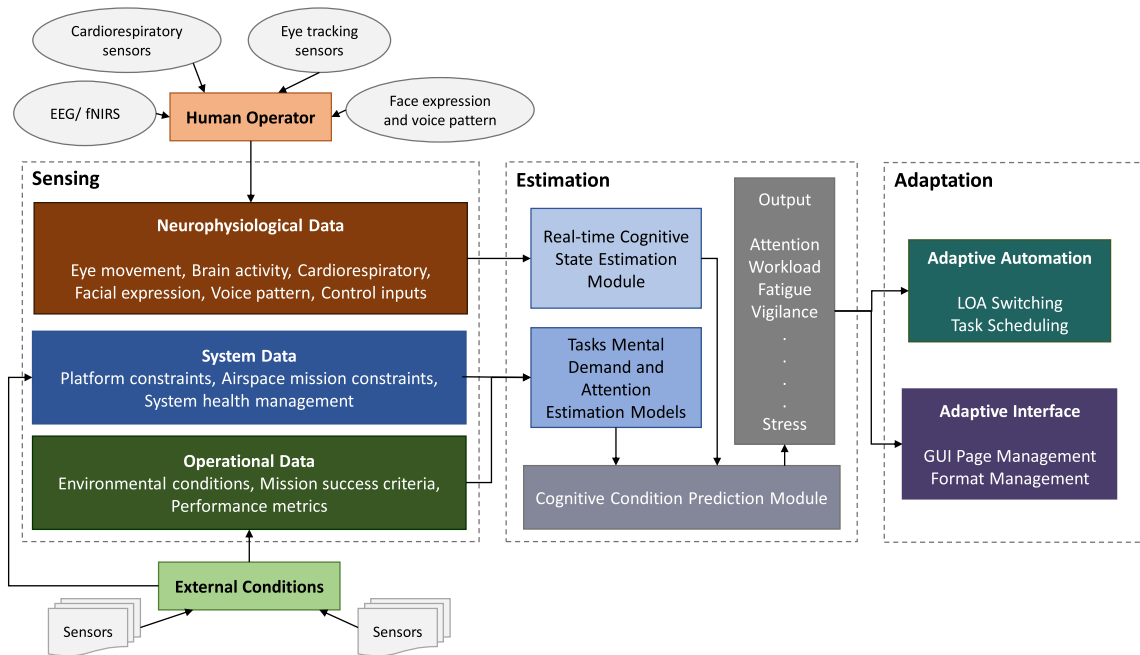 Cardiorespiratory
sensors
Eye tracking
sensors
EEG/ fNIRS
Human Operator
Face expression
and voice pattern
Sensing
Neurophysiological Data
Eye movement, Brain activity, Cardiorespiratory,
Facial expression, Voice pattern, Control inputs
System Data
Platform constraints, Airspace mission constraints,
System health management
Operational Data
Environmental conditions, Mission success criteria,
Performance metrics
External Conditions
Sensors
Sensors
Estimation
Real-time Cognitive
State Estimation
Module
Tasks Mental
Demand and
Attention
Estimation Models
Output
Attention
Workload
Fatigue
Vigilance
.
.
.
.
Stress
Cognitive Condition Prediction Module
Adaptation
Adaptive Automation
LOA Switching
Task Scheduling
Adaptive Interface
GUI Page Management
Format Management